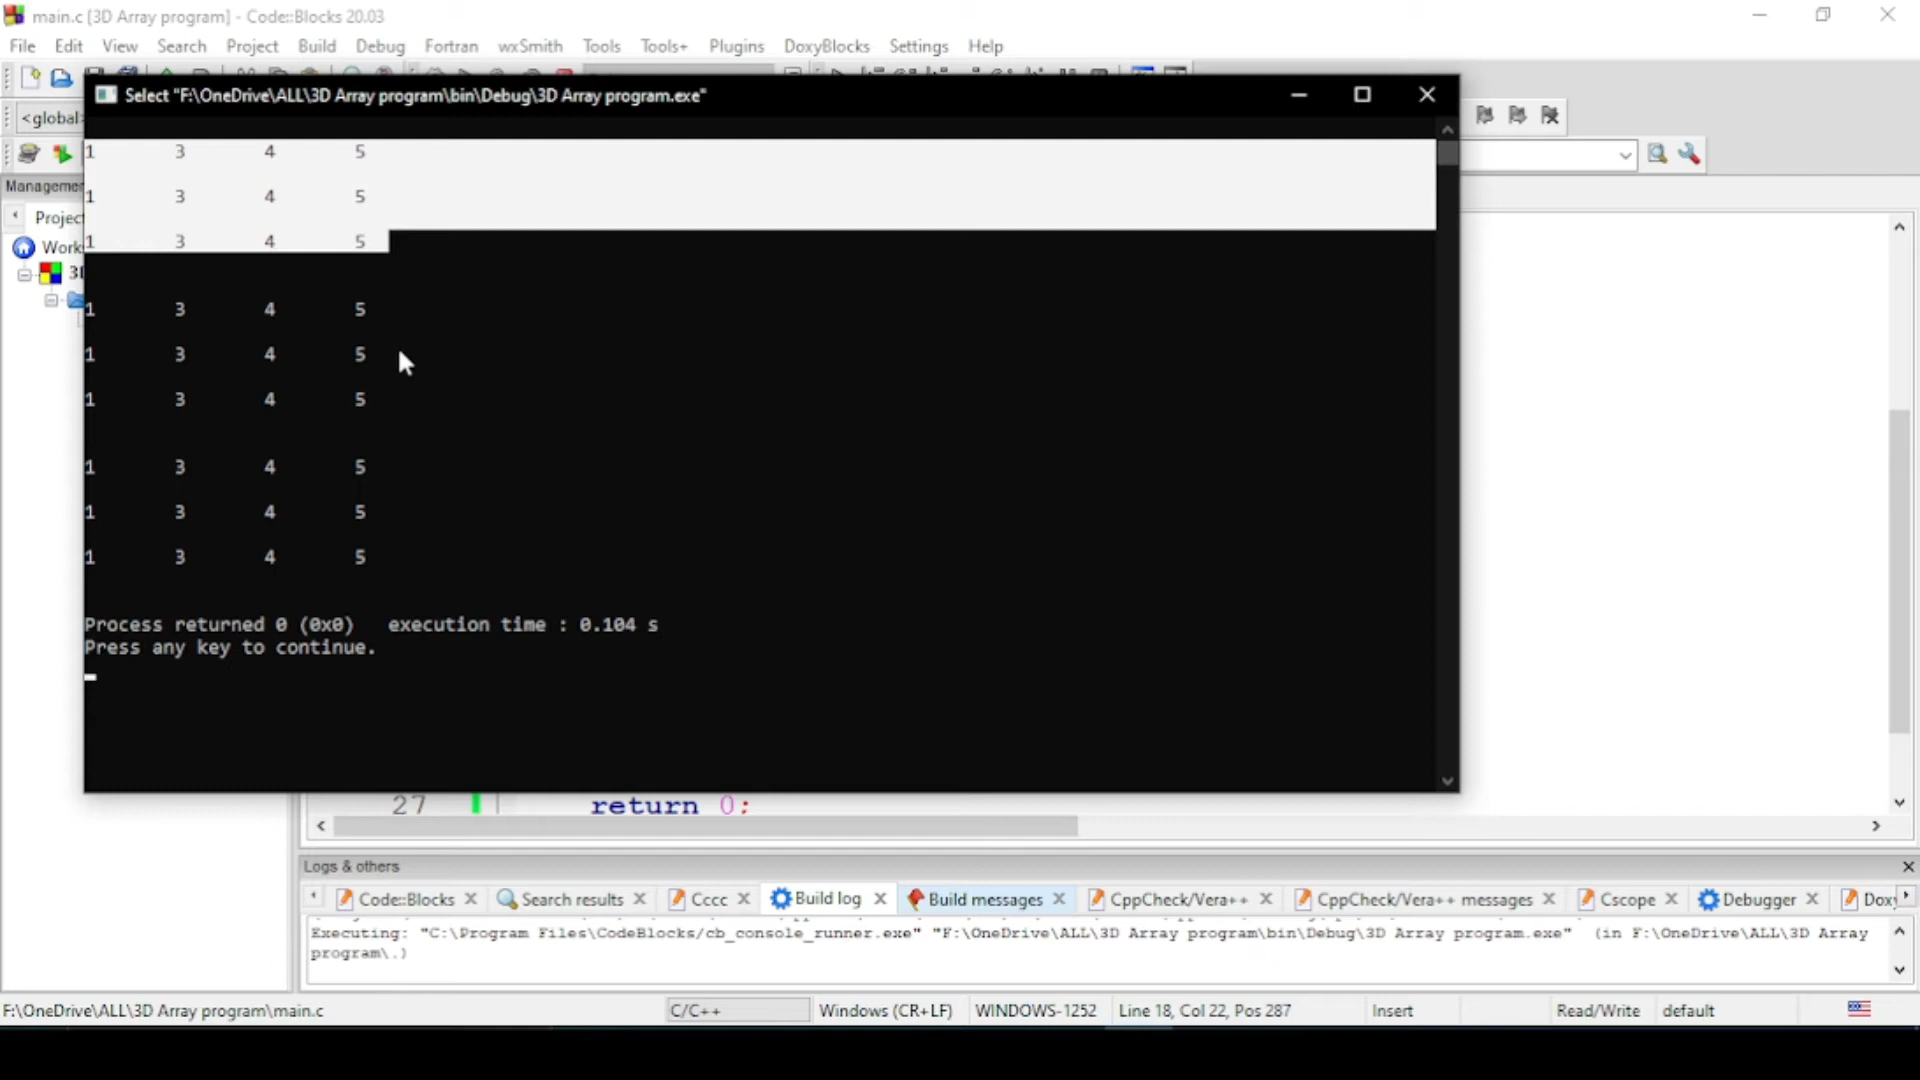 main.c [3D Array program] - Code::Blocks 20.03
File Edit View Search Project Build Debug Fortran wxSmith Tools Tools+ Plugins DoxyBlocks Settings Help
Select "F:\OneDrive\ALL\3D Array program\bin\Debug\3D Array program.exe"
<global>
1 3 4 5
1 3 4 5
1 3 4 5
1 3 4 5
1 3 4 5
1 3 4 5
1 3 4 5
1 3 4 5
1 3 4 5
Process returned 0 (0x0) execution time : 0.104 s
Press any key to continue.
27 return 0;
Logs & others
Code::Blocks Search results Cccc Build log Build messages CppCheck/Vera++ CppCheck/Vera++ messages Cscope Debugger
Executing: "C:\Program Files\CodeBlocks/cb_console_runner.exe" "F:\OneDrive\ALL\3D Array program\bin\Debug\3D Array program.exe" (in F:\OneDrive\ALL\3D Array
program\.)
F:\OneDrive\ALL\3D Array program\main.c C/C++ Windows (CR+LF) WINDOWS-1252 Line 18, Col 22, Pos 287 Insert Read/Write default